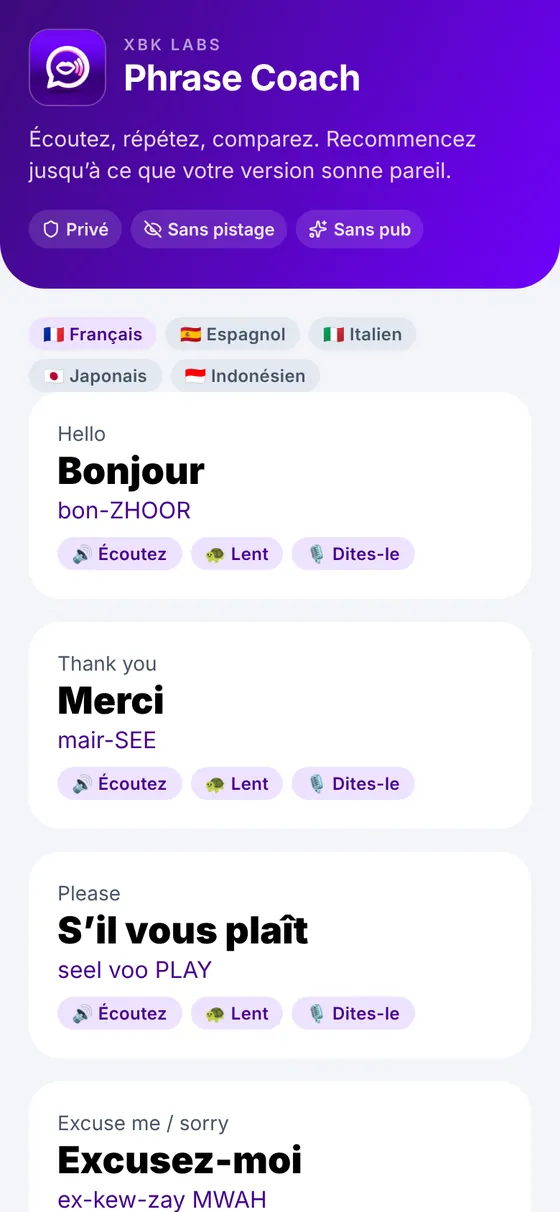 XBK LABS
Phrase Coach
Écoutez, répétez, comparez. Recommencez
jusqu’à ce que votre version sonne pareil.
Privé Sans pistage Sans pub
Français Espagnol Italien
Japonais Indonésien
Hello
Bonjour
bon-ZHOOR
Écoutez Lent Dites-le
Thank you
Merci
mair-SEE
Écoutez Lent Dites-le
Please
S’il vous plaît
seel voo PLAY
Écoutez Lent Dites-le
Excuse me / sorry
Excusez-moi
ex-kew-zay MWAH